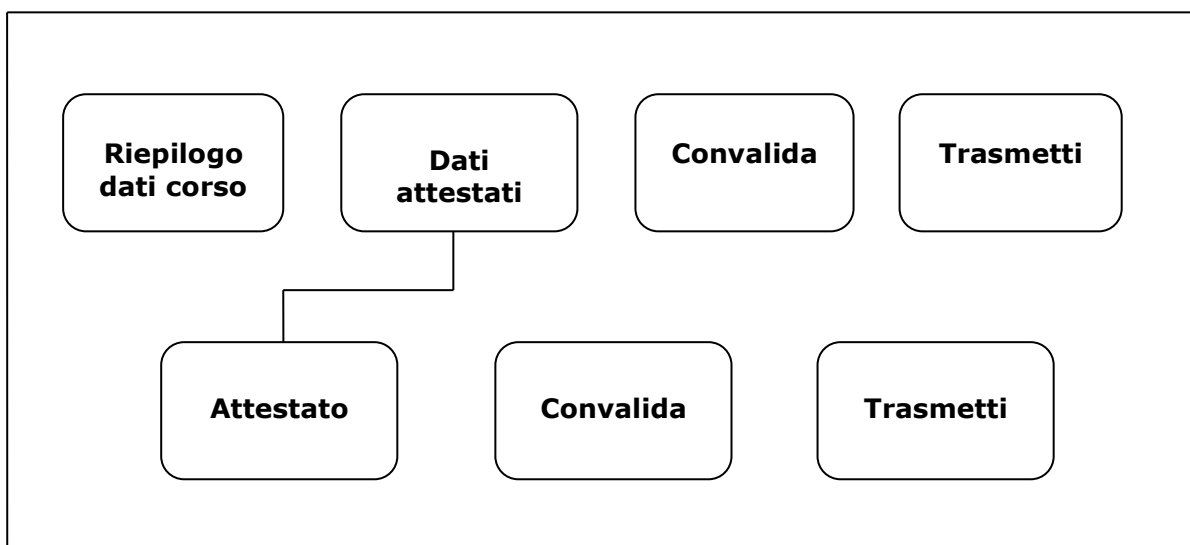 Riepilogo
dati corso
Dati
attestati
Convalida
Trasmetti
Attestato
Convalida
Trasmetti